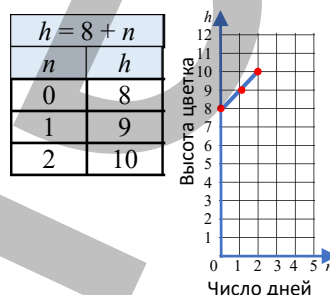 h = 8 + n
n h
0 8
1 9
2 10
h
12
11
10
9
8
7
6
5
4
3
2
1
0 1 2 3 4 5 n
Высота цветка
Число дней